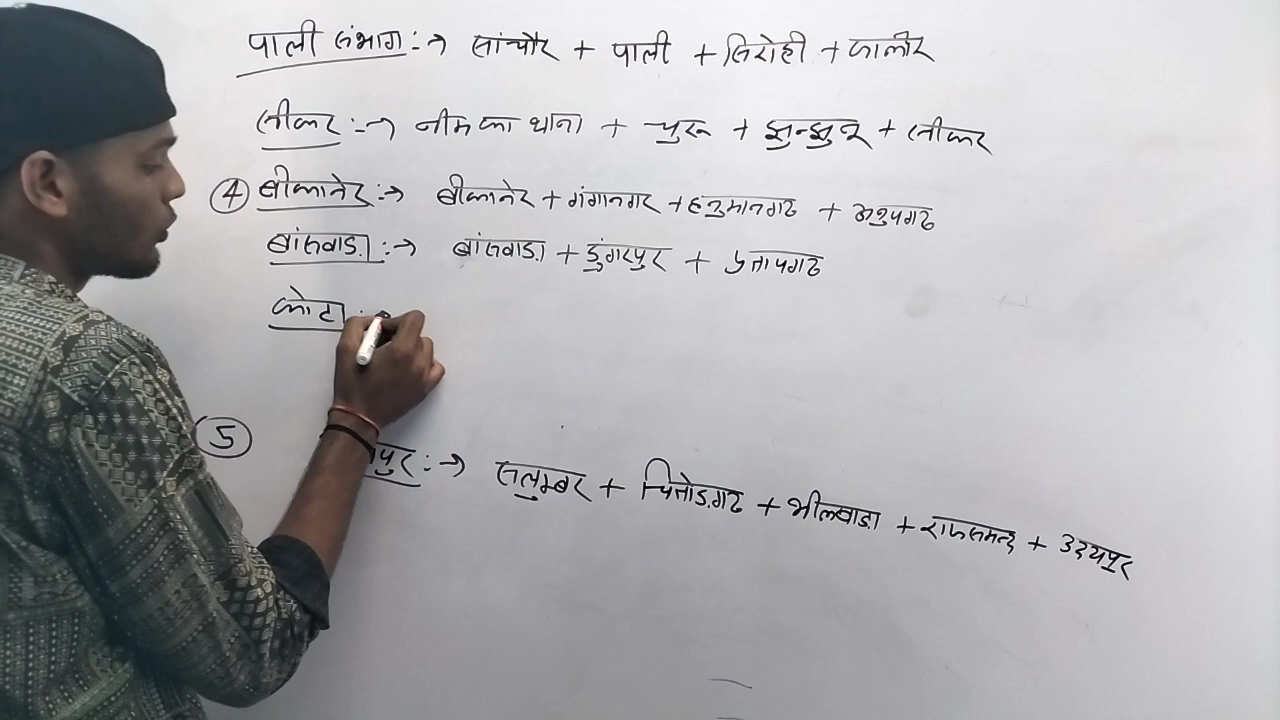 पाली संभाग :→ सांचौर + पाली + सिरोही + जालौर
सीकर :→ नीम का थाना + चुरू + झुन्झुनू + सीकर
④ बीकानेर :→ बीकानेर + गंगानगर + हनुमानगढ + अनुपगढ
बांसवाड़ा :→ बांसवाड़ा + डुंगरपुर + प्रतापगढ
कोटा :
⑤ पुर :→ सलुम्बर + चित्तोड़गढ + भीलवाड़ा + राजसमन्द + उदयपुर